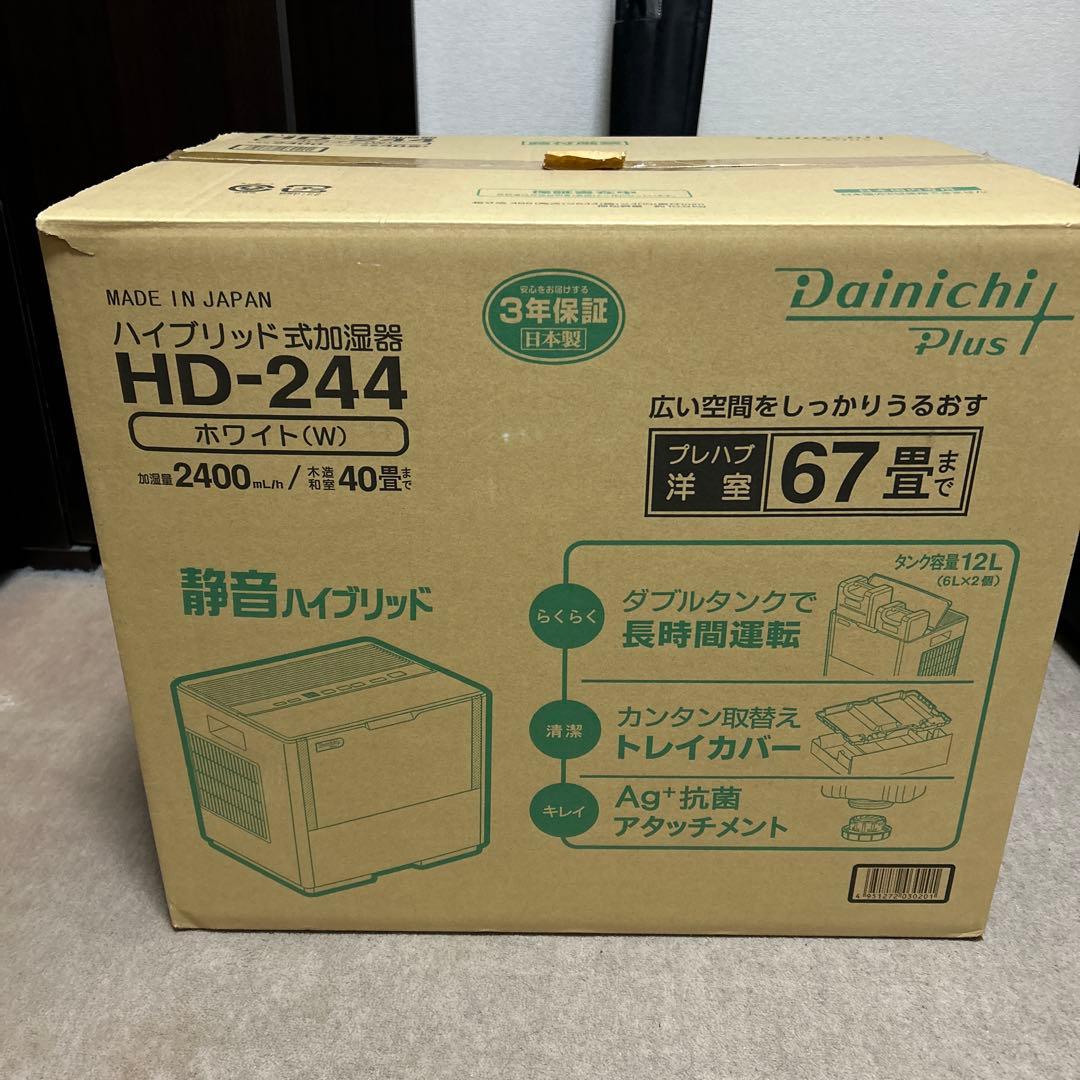 保証書在中
MADE IN JAPAN
ハイブリッド式加湿器
HD-244
ホワイト(W)
加湿量2400mL/h/木造和室40畳まで
安心をお届けする
3年保証
日本製
Dainichi
Plus
広い空間をしっかりうるおす
プレハブ洋室67畳まで
静音ハイブリッド
タンク容量12L
(6L×2個)
らくらく
ダブルタンクで
長時間運転
清潔
カンタン取替え
トレイカバー
キレイ
Ag+抗菌
アタッチメント
4951272030201